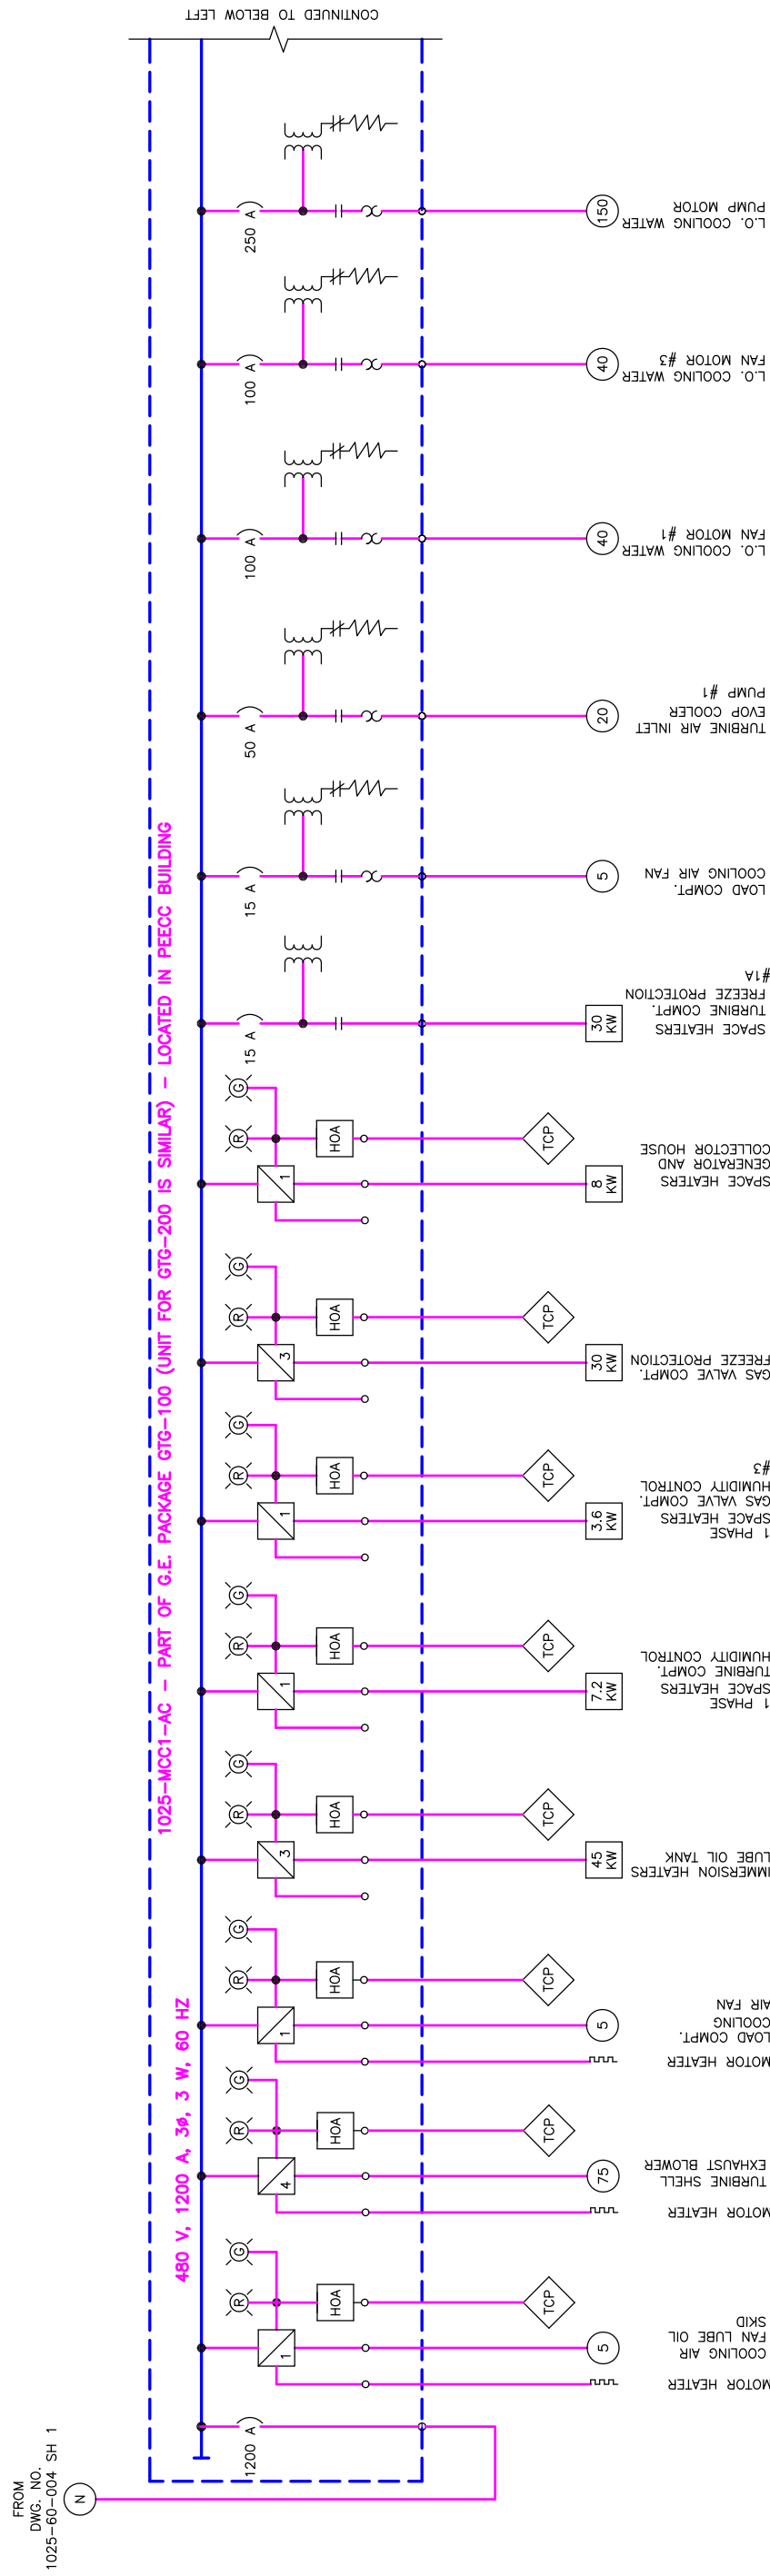 FROM
DWG. NO.
1025-60-004 SH 1
N
1200 A
480 V, 1200 A, 3ø, 3 W, 60 HZ
1025-MCC1-AC - PART OF G.E. PACKAGE GTG-100 (UNIT FOR GTG-200 IS SIMILAR) - LOCATED IN PEECC BUILDING
R
G
1
HOA
TCP
5
MOTOR HEATER
COOLING AIR
FAN LUBE OIL
SKID
R
G
4
HOA
TCP
75
MOTOR HEATER
TURBINE SHELL
EXHAUST BLOWER
R
G
1
HOA
TCP
5
MOTOR HEATER
LOAD COMPT.
COOLING
AIR FAN
R
G
3
HOA
TCP
45
KW
IMMERSION HEATERS
LUBE OIL TANK
R
G
1
HOA
TCP
7.2
KW
1 PHASE
SPACE HEATERS
TURBINE COMPT.
HUMIDITY CONTROL
R
G
1
HOA
TCP
3.6
KW
1 PHASE
SPACE HEATERS
GAS VALVE COMPT.
HUMIDITY CONTROL
#3
R
G
3
HOA
TCP
30
KW
GAS VALVE COMPT.
FREEZE PROTECTION
R
G
1
HOA
TCP
8
KW
SPACE HEATERS
GENERATOR AND
COLLECTOR HOUSE
15 A
30
KW
SPACE HEATERS
TURBINE COMPT.
FREEZE PROTECTION
#1A
15 A
5
LOAD COMPT.
COOLING AIR FAN
50 A
20
TURBINE AIR INLET
EVOP COOLER
PUMP #1
100 A
40
L.O. COOLING WATER
FAN MOTOR #1
100 A
40
L.O. COOLING WATER
FAN MOTOR #3
250 A
150
L.O. COOLING WATER
PUMP MOTOR
CONTINUED TO BELOW LEFT